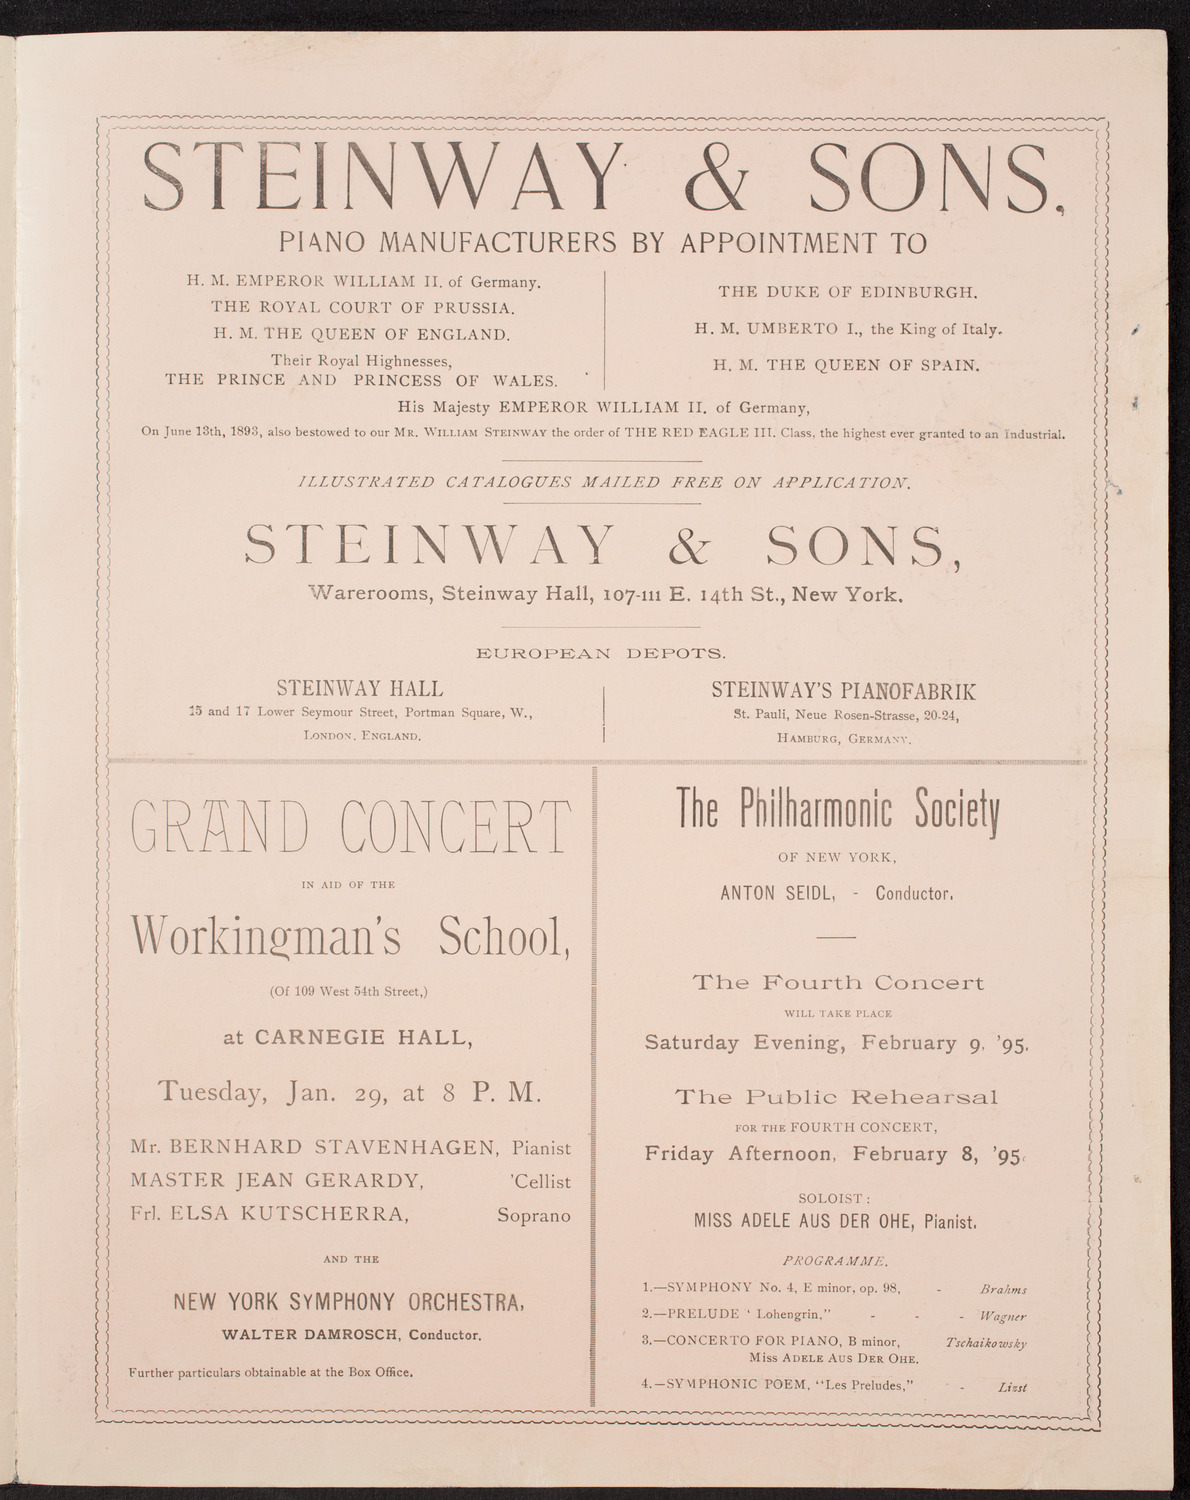 STEINWAY & SONS,
PIANO MANUFACTURERS BY APPOINTMENT TO
H. M. EMPEROR WILLIAM II. of Germany.
THE ROYAL COURT OF PRUSSIA.
H. M. THE QUEEN OF ENGLAND.
Their Royal Highnesses,
THE PRINCE AND PRINCESS OF WALES.
THE DUKE OF EDINBURGH.
H. M. UMBERTO I., the King of Italy.
H. M. THE QUEEN OF SPAIN.
His Majesty EMPEROR WILLIAM II. of Germany,
On June 13th, 1893, also bestowed to our MR. WILLIAM STEINWAY the order of THE RED EAGLE III. Class, the highest ever granted to an Industrial.
ILLUSTRATED CATALOGUES MAILED FREE ON APPLICATION.
STEINWAY & SONS,
Warerooms, Steinway Hall, 107-111 E. 14th St., New York.
EUROPEAN DEPOTS.
STEINWAY HALL
15 and 17 Lower Seymour Street, Portman Square, W.,
LONDON, ENGLAND.
STEINWAY'S PIANOFABRIK
St. Pauli, Neue Rosen-Strasse, 20-24,
HAMBURG, GERMANY.
GRAND CONCERT
IN AID OF THE
Workingman's School,
(Of 109 West 54th Street,)
at CARNEGIE HALL,
Tuesday, Jan. 29, at 8 P. M.
Mr. BERNHARD STAVENHAGEN, Pianist
MASTER JEAN GERARDY, 'Cellist
Frl. ELSA KUTSCHERRA, Soprano
AND THE
NEW YORK SYMPHONY ORCHESTRA,
WALTER DAMROSCH, Conductor.
Further particulars obtainable at the Box Office.
The Philharmonic Society
OF NEW YORK,
ANTON SEIDL, - Conductor.
The Fourth Concert
WILL TAKE PLACE
Saturday Evening, February 9, '95.
The Public Rehearsal
FOR THE FOURTH CONCERT,
Friday Afternoon, February 8, '95.
SOLOIST:
MISS ADELE AUS DER OHE, Pianist.
PROGRAMME.
1.—SYMPHONY No. 4, E minor, op. 98, - Brahms
2.—PRELUDE ' Lohengrin," - - - Wagner
3.—CONCERTO FOR PIANO, B minor, Tschaikowsky
Miss ADELE AUS DER OHE.
4.—SYMPHONIC POEM, "Les Preludes," - Liszt